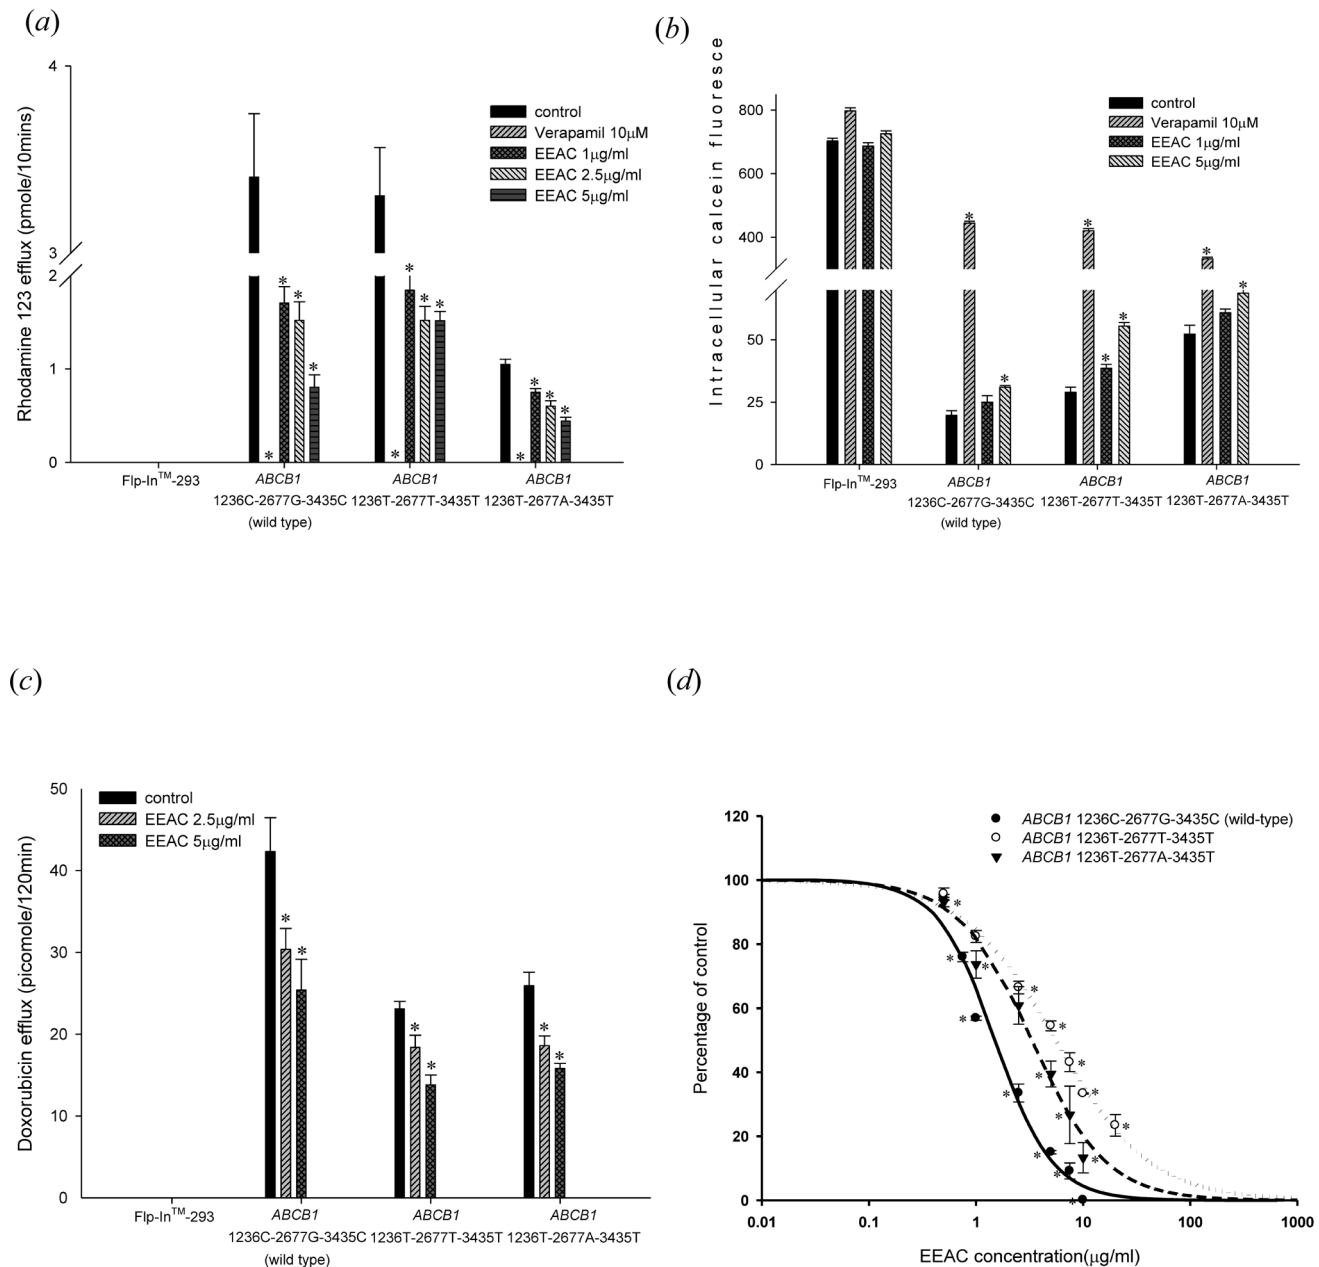 (a)
Rhodamine 123 efflux (pmole/10mins)
4
3
2
1
0
control
Verapamil 10μM
EEAC 1μg/ml
EEAC 2.5μg/ml
EEAC 5μg/ml
*
* * *
*
* * *
*
* * *
Flp-In™-293
ABCB1
1236C-2677G-3435C
(wild type)
ABCB1
1236T-2677T-3435T
ABCB1
1236T-2677A-3435T
(b)
Intracellular calcein fluoresce
800
600
400
50
25
0
control
Verapamil 10μM
EEAC 1μg/ml
EEAC 5μg/ml
* *
* * *
* *
Flp-In™-293
ABCB1
1236C-2677G-3435C
(wild type)
ABCB1
1236T-2677T-3435T
ABCB1
1236T-2677A-3435T
(c)
Doxorubicin efflux (picomole/120min)
50
40
30
20
10
0
control
EEAC 2.5μg/ml
EEAC 5μg/ml
* *
* *
* *
Flp-In™-293
ABCB1
1236C-2677G-3435C
(wild type)
ABCB1
1236T-2677T-3435T
ABCB1
1236T-2677A-3435T
(d)
Percentage of control
120
100
80
60
40
20
0
ABCB1 1236C-2677G-3435C (wild-type)
ABCB1 1236T-2677T-3435T
ABCB1 1236T-2677A-3435T
* * * * * * * * * * * * * * * *
0.01 0.1 1 10 100 1000
EEAC concentration(μg/ml)